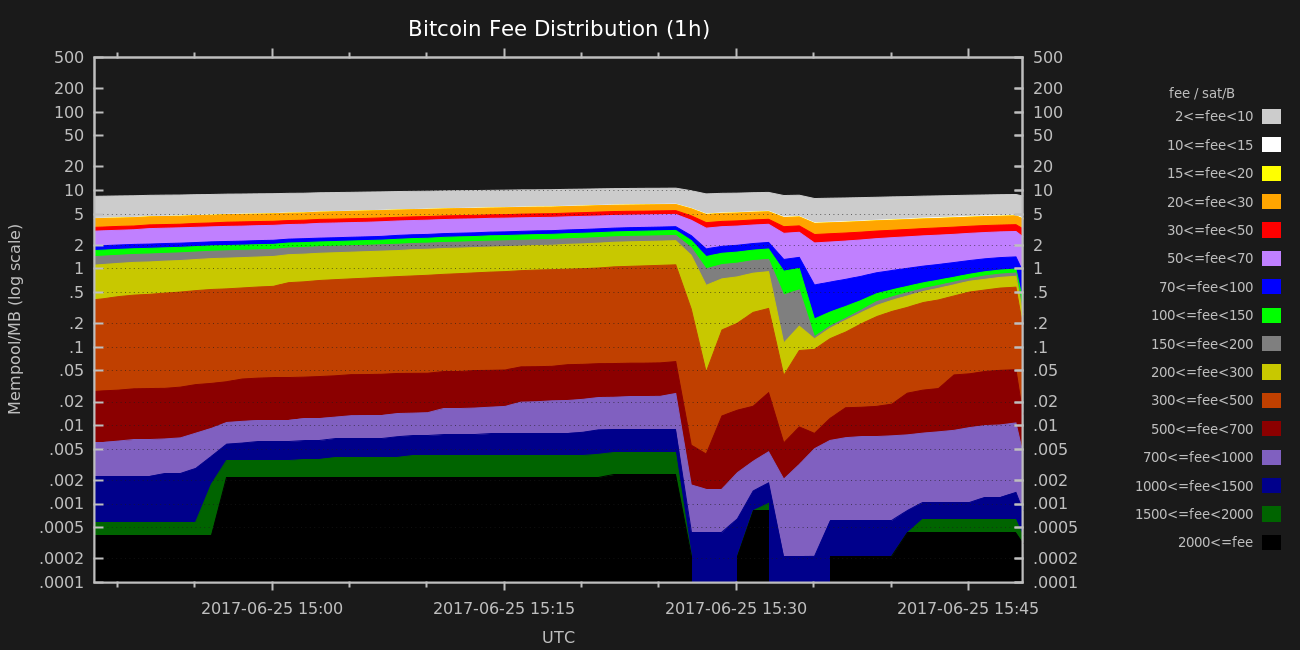 Bitcoin Fee Distribution (1h)
Mempool/MB (log scale)
500
200
100
50
20
10
5
2
1
.5
.2
.1
.05
.02
.01
.005
.002
.001
.0005
.0002
.0001
500
200
100
50
20
10
5
2
1
.5
.2
.1
.05
.02
.01
.005
.002
.001
.0005
.0002
.0001
2017-06-25 15:00
2017-06-25 15:15
2017-06-25 15:30
2017-06-25 15:45
UTC
fee / sat/B
2<=fee<10
10<=fee<15
15<=fee<20
20<=fee<30
30<=fee<50
50<=fee<70
70<=fee<100
100<=fee<150
150<=fee<200
200<=fee<300
300<=fee<500
500<=fee<700
700<=fee<1000
1000<=fee<1500
1500<=fee<2000
2000<=fee